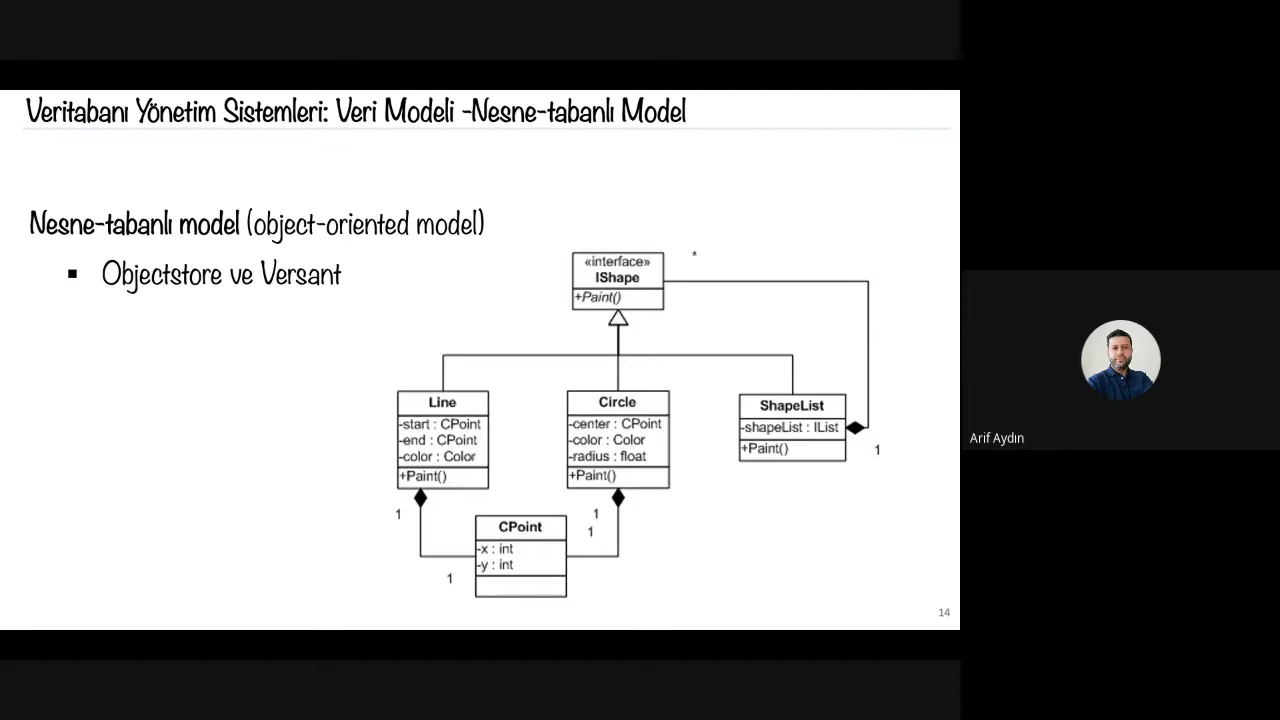 Veritabanı Yönetim Sistemleri: Veri Modeli -Nesne-tabanlı Model
Nesne-tabanlı model (object-oriented model)
▪ Objectstore ve Versant
«interface»
IShape
+Paint()
*
Line
-start : CPoint
-end : CPoint
-color : Color
+Paint()
1
Circle
-center : CPoint
-color : Color
-radius : float
+Paint()
1
1
ShapeList
-shapeList : IList
+Paint()
1
CPoint
-x : int
-y : int
1
14
Arif Aydın